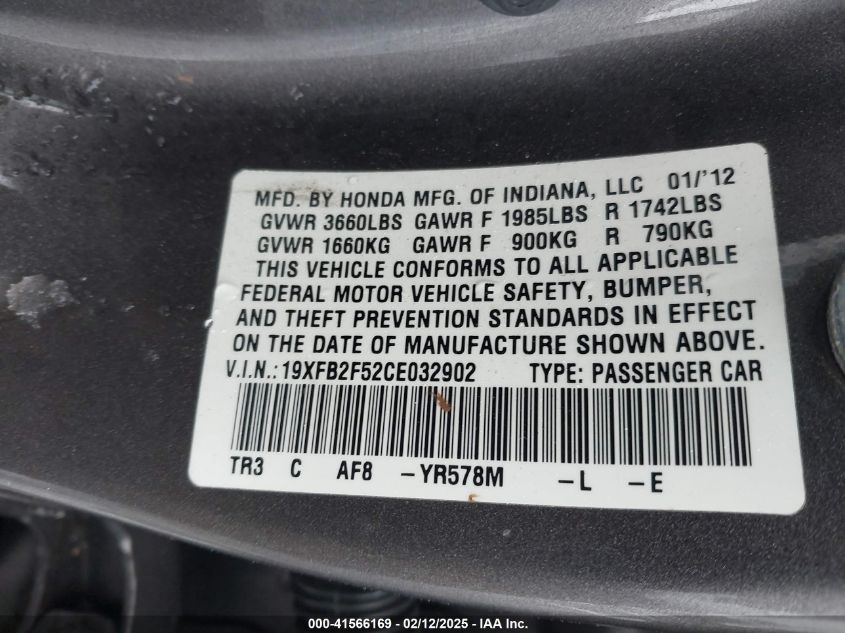 MFD. BY HONDA MFG. OF INDIANA, LLC 01/'12
GVWR 3660LBS GAWR F 1985LBS R 1742LBS
GVWR 1660KG GAWR F 900KG R 790KG
THIS VEHICLE CONFORMS TO ALL APPLICABLE
FEDERAL MOTOR VEHICLE SAFETY, BUMPER,
AND THEFT PREVENTION STANDARDS IN EFFECT
ON THE DATE OF MANUFACTURE SHOWN ABOVE.
V.I.N.: 19XFB2F52CE032902 TYPE: PASSENGER CAR
TR3 C AF8 -YR578M -L -E
000-41566169 - 02/12/2025 - IAA Inc.